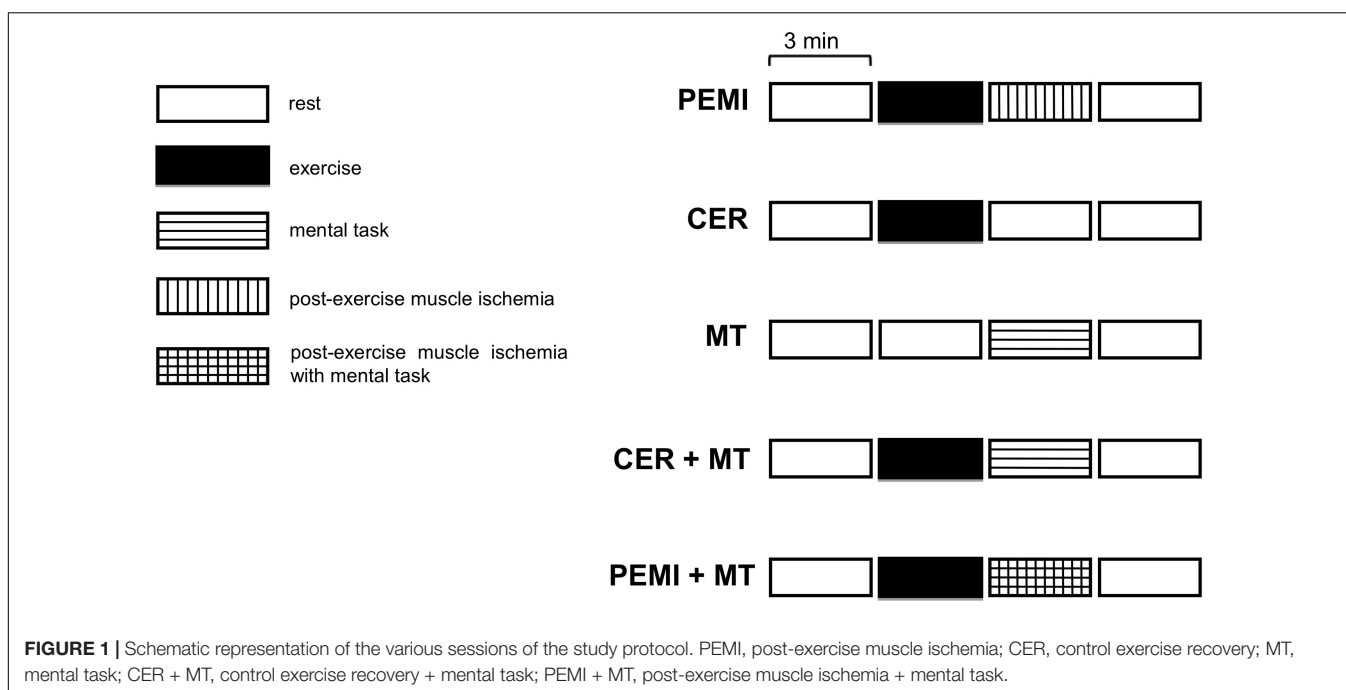 3 min
rest
exercise
mental task
post-exercise muscle ischemia
post-exercise muscle ischemia
with mental task
PEMI
CER
MT
CER + MT
PEMI + MT
FIGURE 1 | Schematic representation of the various sessions of the study protocol. PEMI, post-exercise muscle ischemia; CER, control exercise recovery; MT,
mental task; CER + MT, control exercise recovery + mental task; PEMI + MT, post-exercise muscle ischemia + mental task.